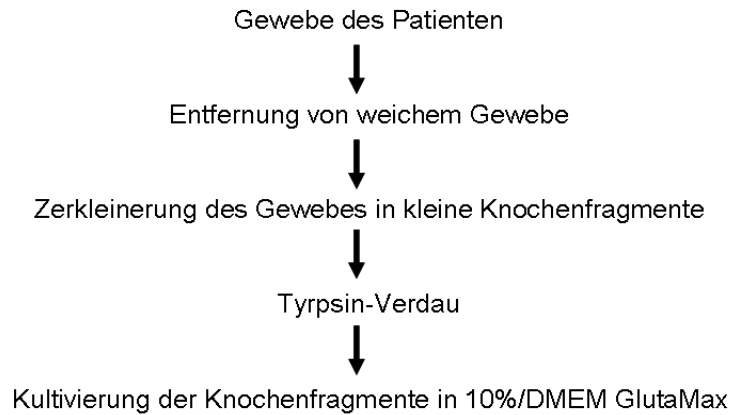 Gewebe des Patienten
Entfernung von weichem Gewebe
Zerkleinerung des Gewebes in kleine Knochenfragmente
Tyrpsin-Verdau
Kultivierung der Knochenfragmente in 10%/DMEM GlutaMax